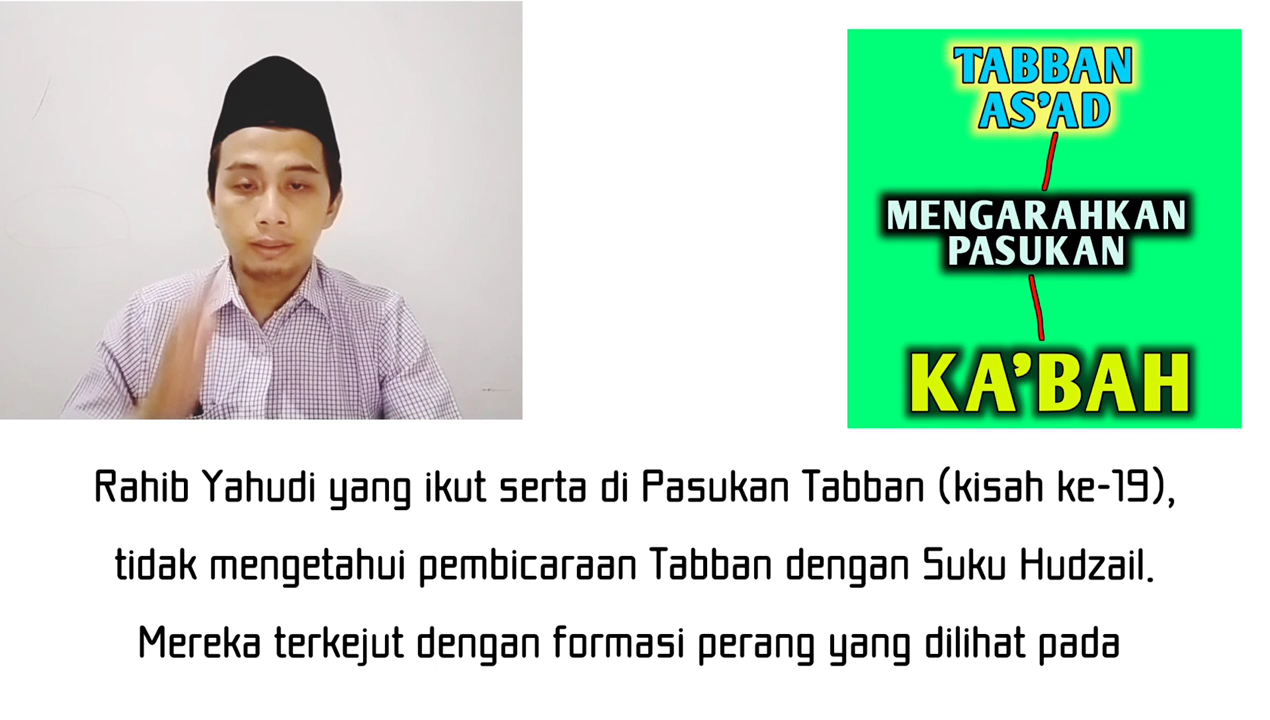 TABBAN
AS'AD
MENGARAHKAN
PASUKAN
KA'BAH
Rahib Yahudi yang ikut serta di Pasukan Tabban (kisah ke-19),
tidak mengetahui pembicaraan Tabban dengan Suku Hudzail.
Mereka terkejut dengan formasi perang yang dilihat pada